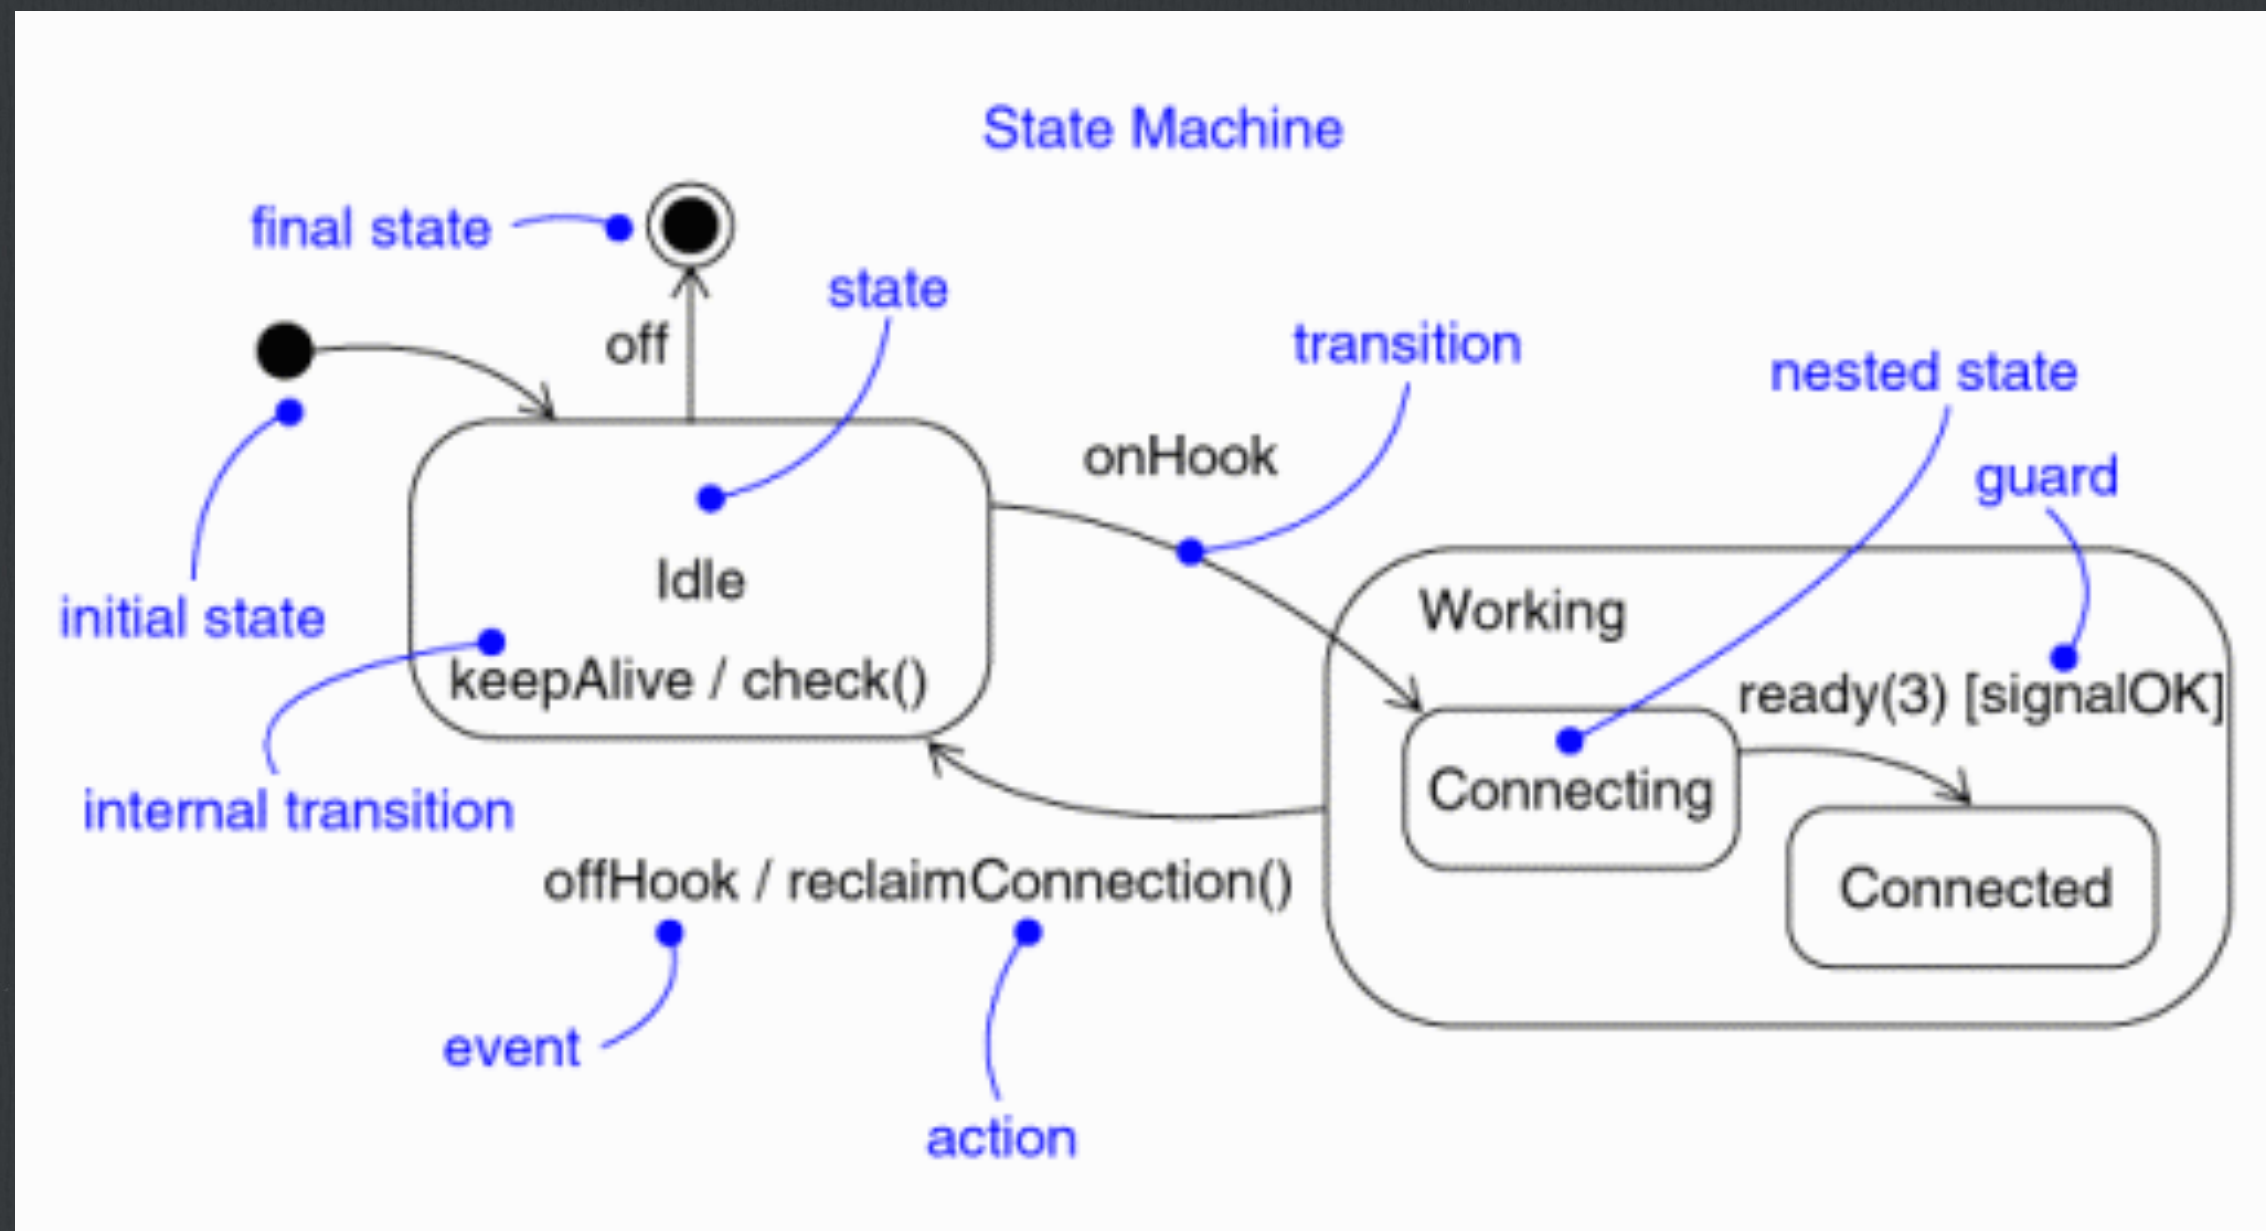 State Machine
final state
state
off
transition
nested state
onHook
guard
Idle
initial state
Working
keepAlive / check()
ready(3) [signalOK]
Connecting
internal transition
offHook / reclaimConnection()
Connected
event
action